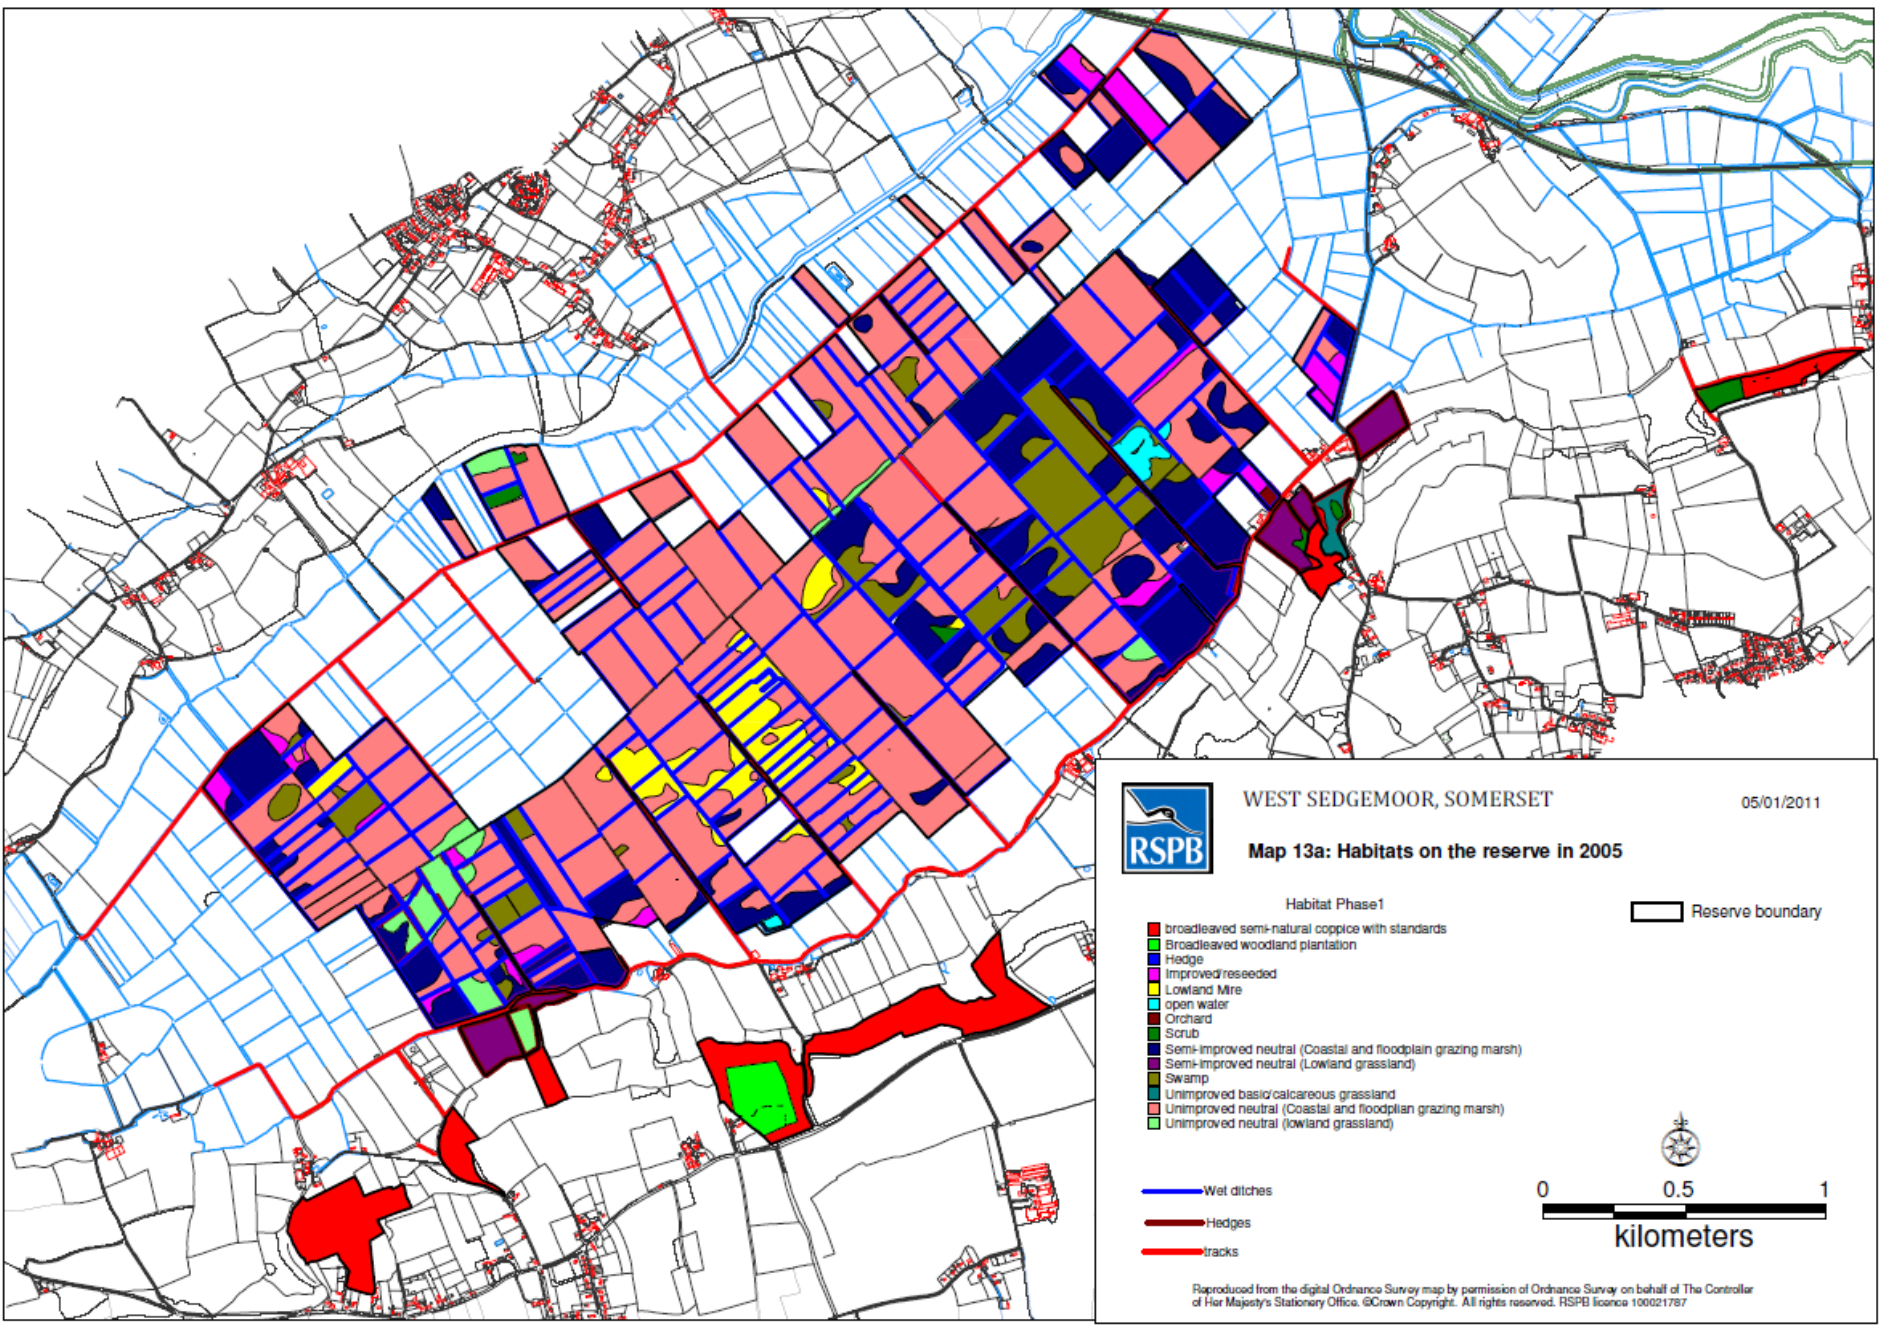 WEST SEDGEMOOR, SOMERSET
05/01/2011
RSPB
Map 13a: Habitats on the reserve in 2005
Habitat Phase1
Reserve boundary
broadleaved semi-natural coppice with standards
Broadleaved woodland plantation
Hedge
Improved/reseeded
Lowland Mire
open water
Orchard
Scrub
Semi-improved neutral (Coastal and floodplain grazing marsh)
Semi-improved neutral (Lowland grassland)
Swamp
Unimproved basic/calcareous grassland
Unimproved neutral (Coastal and floodplian grazing marsh)
Unimproved neutral (lowland grassland)
Wet ditches
Hedges
tracks
0 0.5 1
kilometers
Reproduced from the digital Ordnance Survey map by permission of Ordnance Survey on behalf of The Controller
of Her Majesty's Stationery Office. ©Crown Copyright. All rights reserved. RSPB licence 100021787